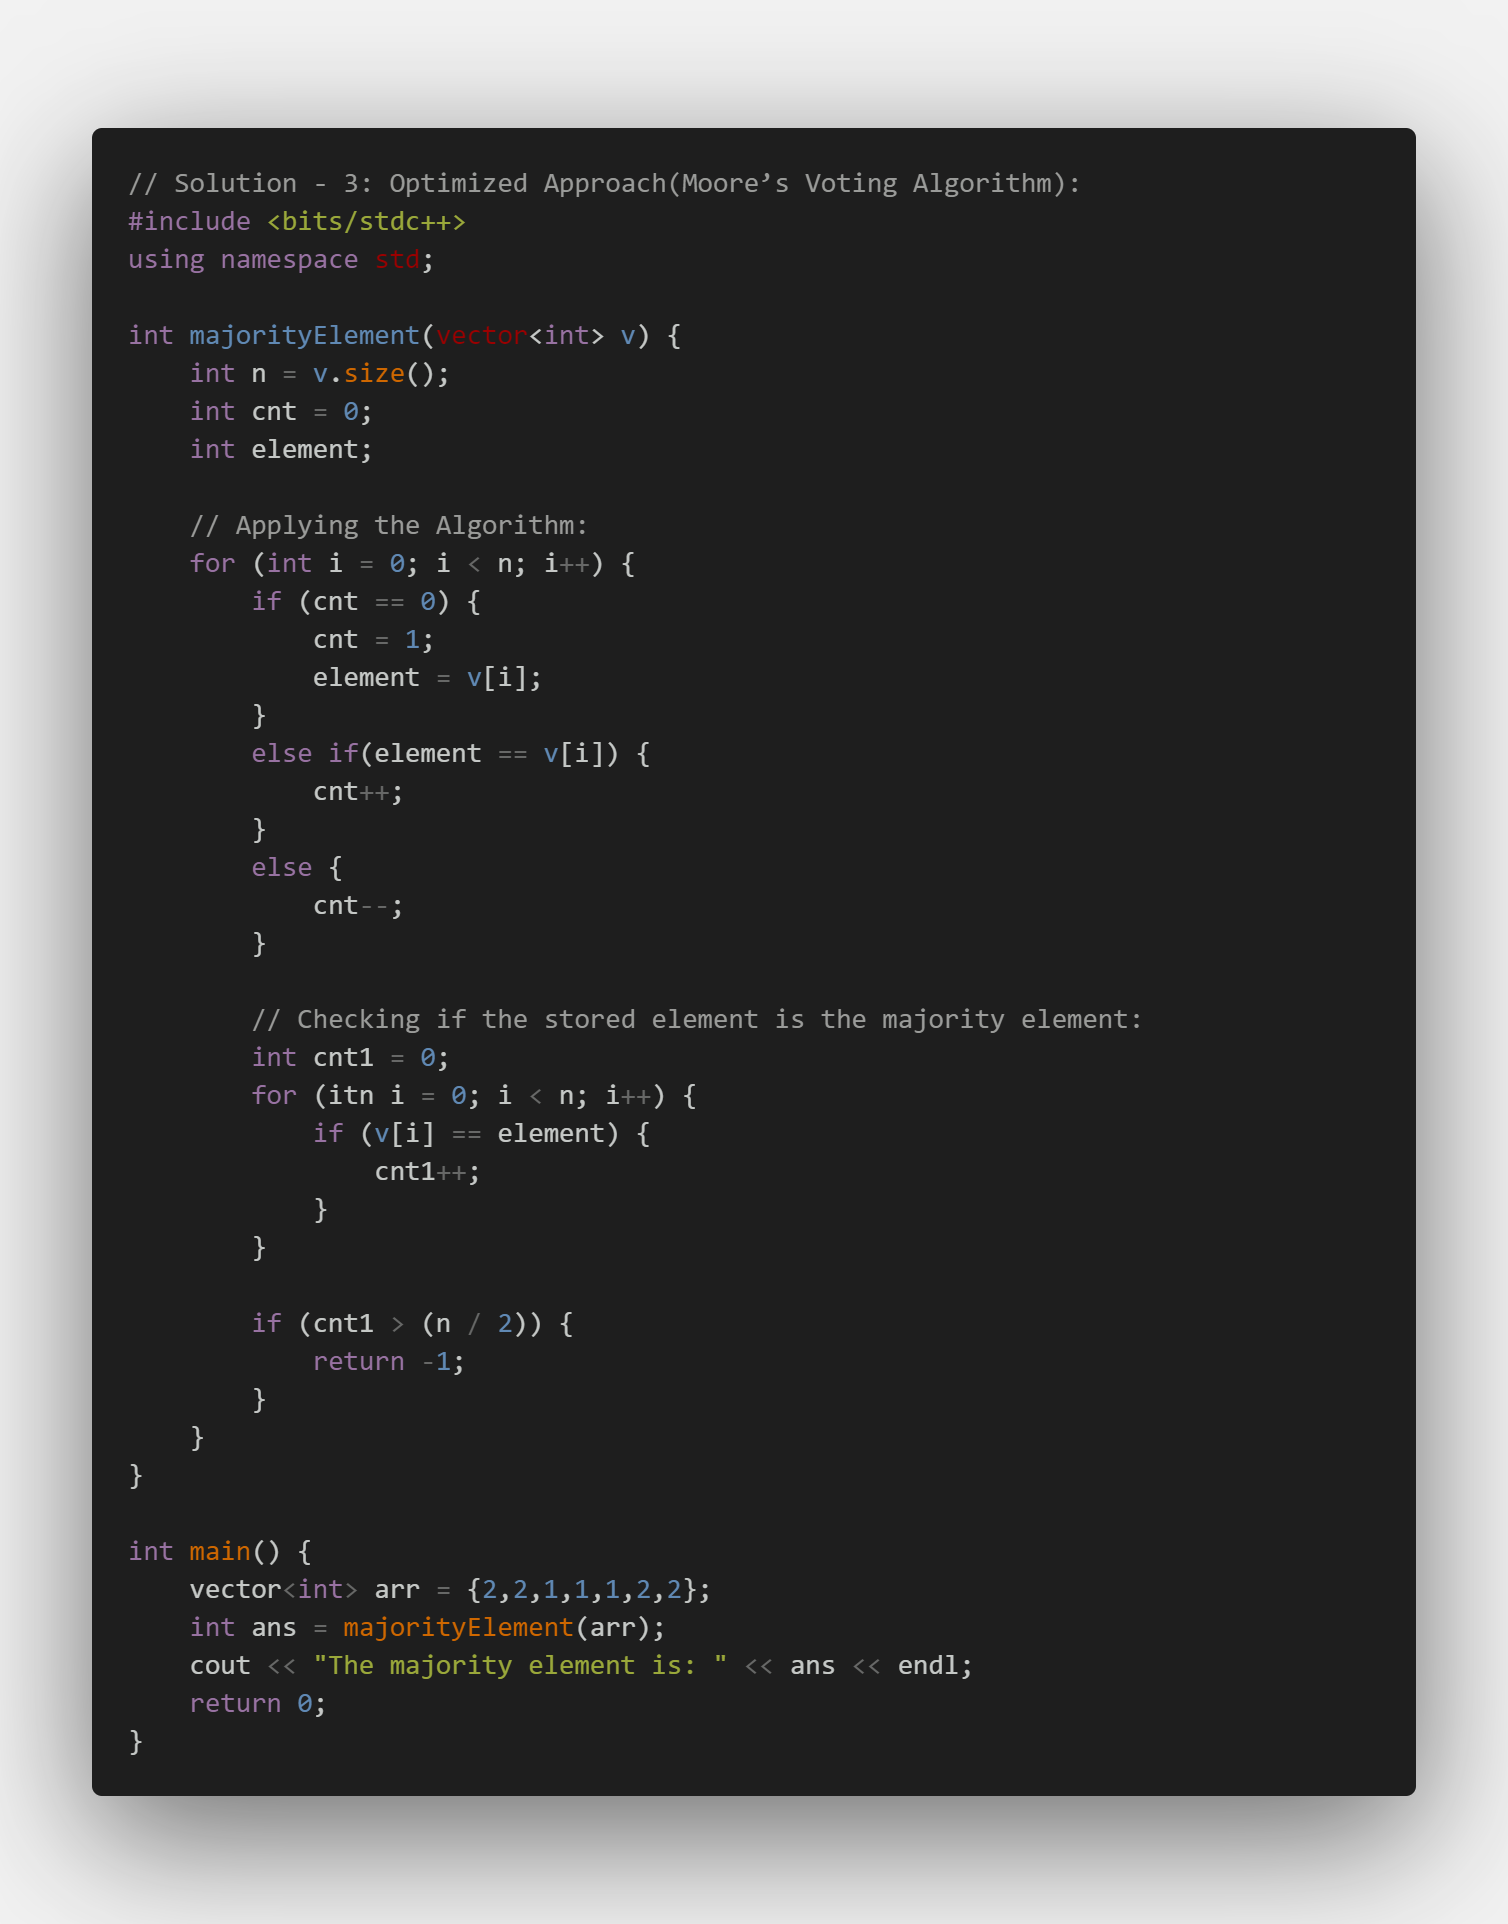 // Solution - 3: Optimized Approach(Moore’s Voting Algorithm):
#include <bits/stdc++>
using namespace std;

int majorityElement(vector<int> v) {
    int n = v.size();
    int cnt = 0;
    int element;

    // Applying the Algorithm:
    for (int i = 0; i < n; i++) {
        if (cnt == 0) {
            cnt = 1;
            element = v[i];
        }
        else if(element == v[i]) {
            cnt++;
        }
        else {
            cnt--;
        }

        // Checking if the stored element is the majority element:
        int cnt1 = 0;
        for (itn i = 0; i < n; i++) {
            if (v[i] == element) {
                cnt1++;
            }
        }

        if (cnt1 > (n / 2)) {
            return -1;
        }
    }
}

int main() {
    vector<int> arr = {2,2,1,1,1,2,2};
    int ans = majorityElement(arr);
    cout << "The majority element is: " << ans << endl;
    return 0;
}